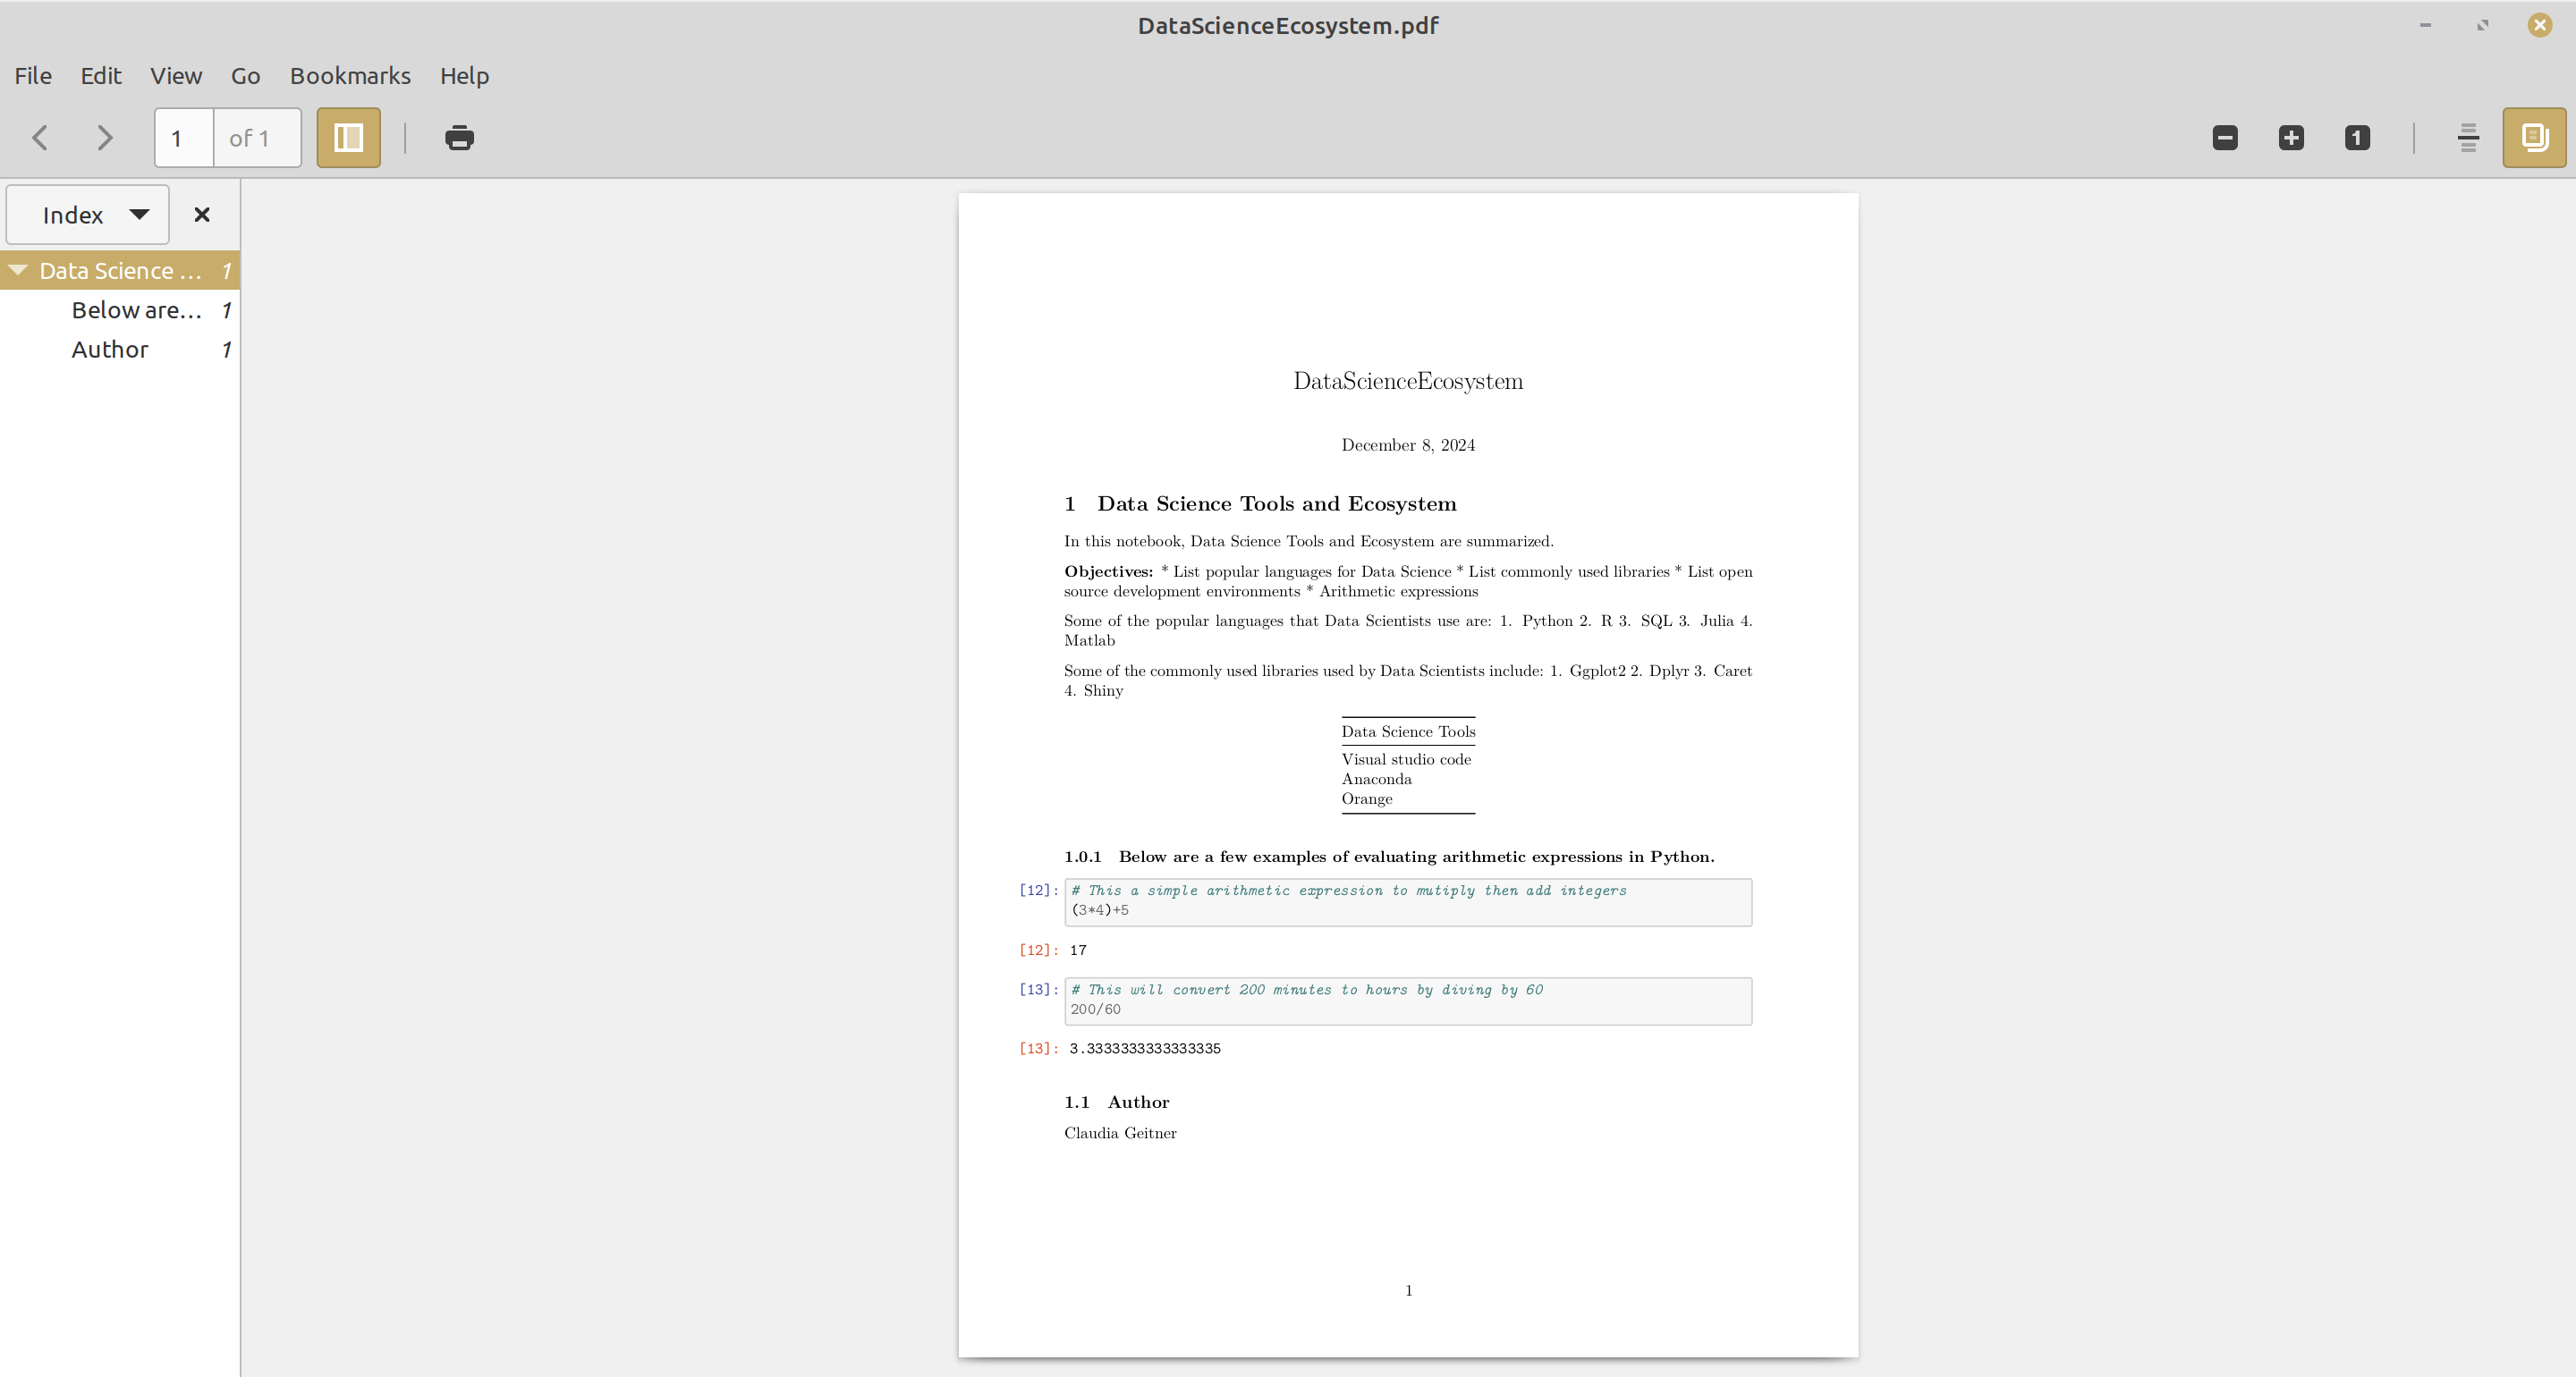 DataScienceEcosystem.pdf
File Edit View Go Bookmarks Help
1 of 1
1
Index
Data Science ... 1
Below are... 1
Author 1
DataScienceEcosystem
December 8, 2024
1 Data Science Tools and Ecosystem
In this notebook, Data Science Tools and Ecosystem are summarized.
Objectives: * List popular languages for Data Science * List commonly used libraries * List open
source development environments * Arithmetic expressions
Some of the popular languages that Data Scientists use are: 1. Python 2. R 3. SQL 3. Julia 4.
Matlab
Some of the commonly used libraries used by Data Scientists include: 1. Ggplot2 2. Dplyr 3. Caret
4. Shiny
Data Science Tools
Visual studio code
Anaconda
Orange
1.0.1 Below are a few examples of evaluating arithmetic expressions in Python.
[12]: # This a simple arithmetic expression to mutiply then add integers
(3*4)+5
[12]: 17
[13]: # This will convert 200 minutes to hours by diving by 60
200/60
[13]: 3.3333333333333335
1.1 Author
Claudia Geitner
1